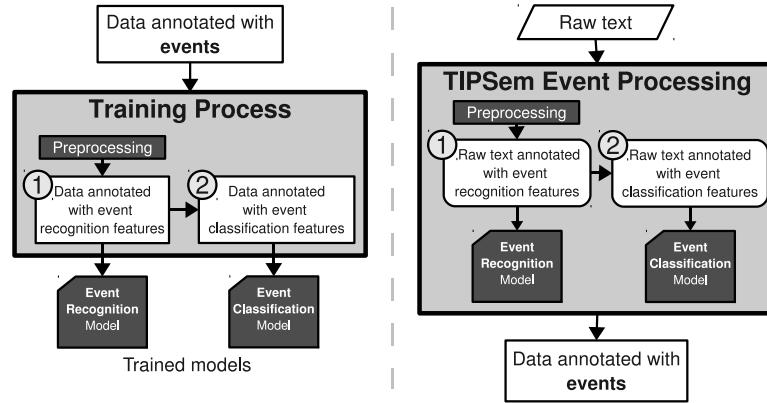 Data annotated with
events
Training Process
Preprocessing
1
Data annotated
with event
recognition features
2
Data annotated
with event
classification features
Event
Recognition
Model
Event
Classification
Model
Trained models
Raw text
TIPSem Event Processing
Preprocessing
1
Raw text annotated
with event
recognition features
2
Raw text annotated
with event
classification features
Event
Recognition
Model
Event
Classification
Model
Data annotated with
events